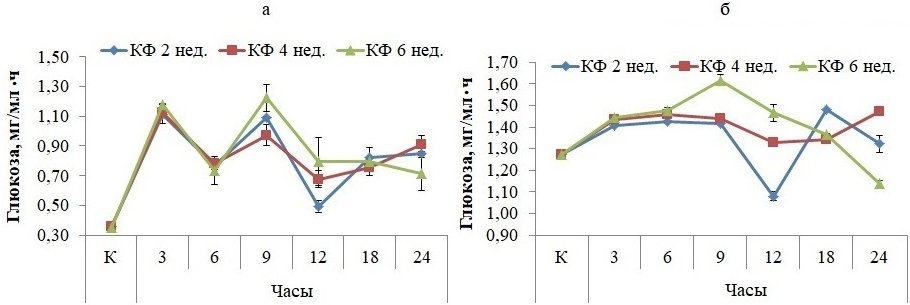 а
КФ 2 нед. КФ 4 нед. КФ 6 нед.
Глюкоза, мг/мл·ч
1,50
1,30
1,10
0,90
0,70
0,50
0,30
К 3 6 9 12 18 24
Часы
б
КФ 2 нед. КФ 4 нед. КФ 6 нед.
Глюкоза, мг/мл·ч
1,70
1,60
1,50
1,40
1,30
1,20
1,10
1,00
0,90
К 3 6 9 12 18 24
Часы